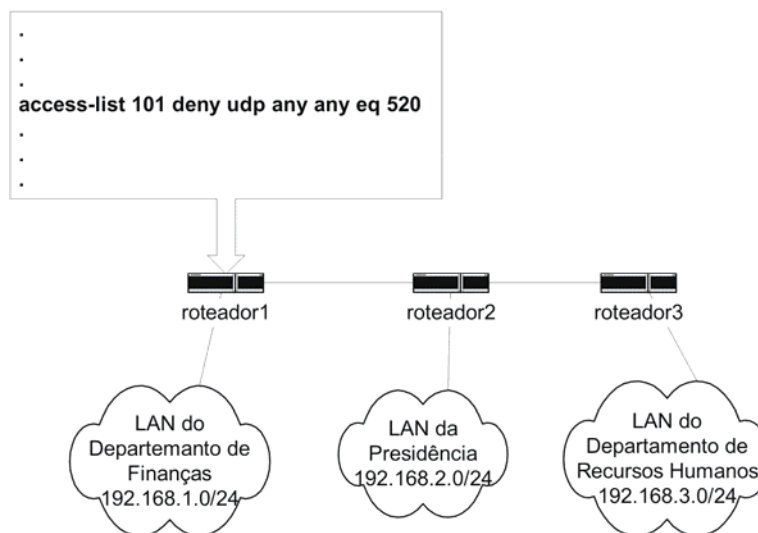 .
.
.
access-list 101 deny udp any any eq 520
.
.
.
roteador1
roteador2
roteador3
LAN do
Departemanto de
Finanças
192.168.1.0/24
LAN da
Presidência
192.168.2.0/24
LAN do
Departamento de
Recursos Humanos
192.168.3.0/24